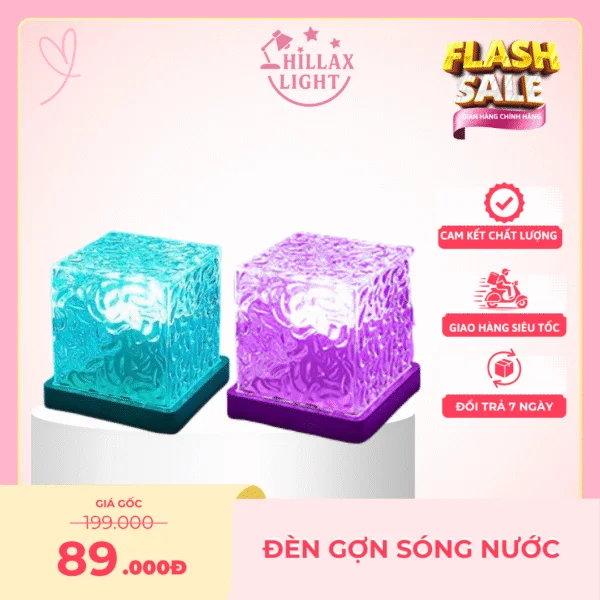 CHILLAX
LIGHT
FLASH
SALE
GIAN HÀNG CHÍNH HÃNG
CAM KẾT CHẤT LƯỢNG
GIAO HÀNG SIÊU TỐC
ĐỔI TRẢ 7 NGÀY
GIÁ GỐC
199.000
89.000Đ
ĐÈN GỢN SÓNG NƯỚC